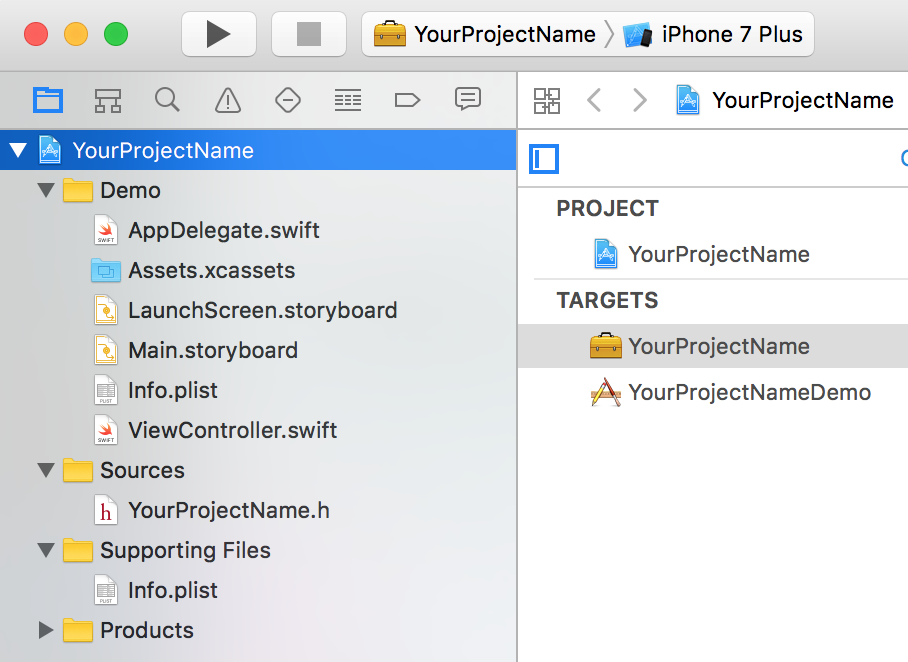 YourProjectName iPhone 7 Plus
YourProjectName
YourProjectName
Demo
AppDelegate.swift
Assets.xcassets
LaunchScreen.storyboard
Main.storyboard
Info.plist
ViewController.swift
Sources
YourProjectName.h
Supporting Files
Info.plist
Products
PROJECT
YourProjectName
TARGETS
YourProjectName
YourProjectNameDemo